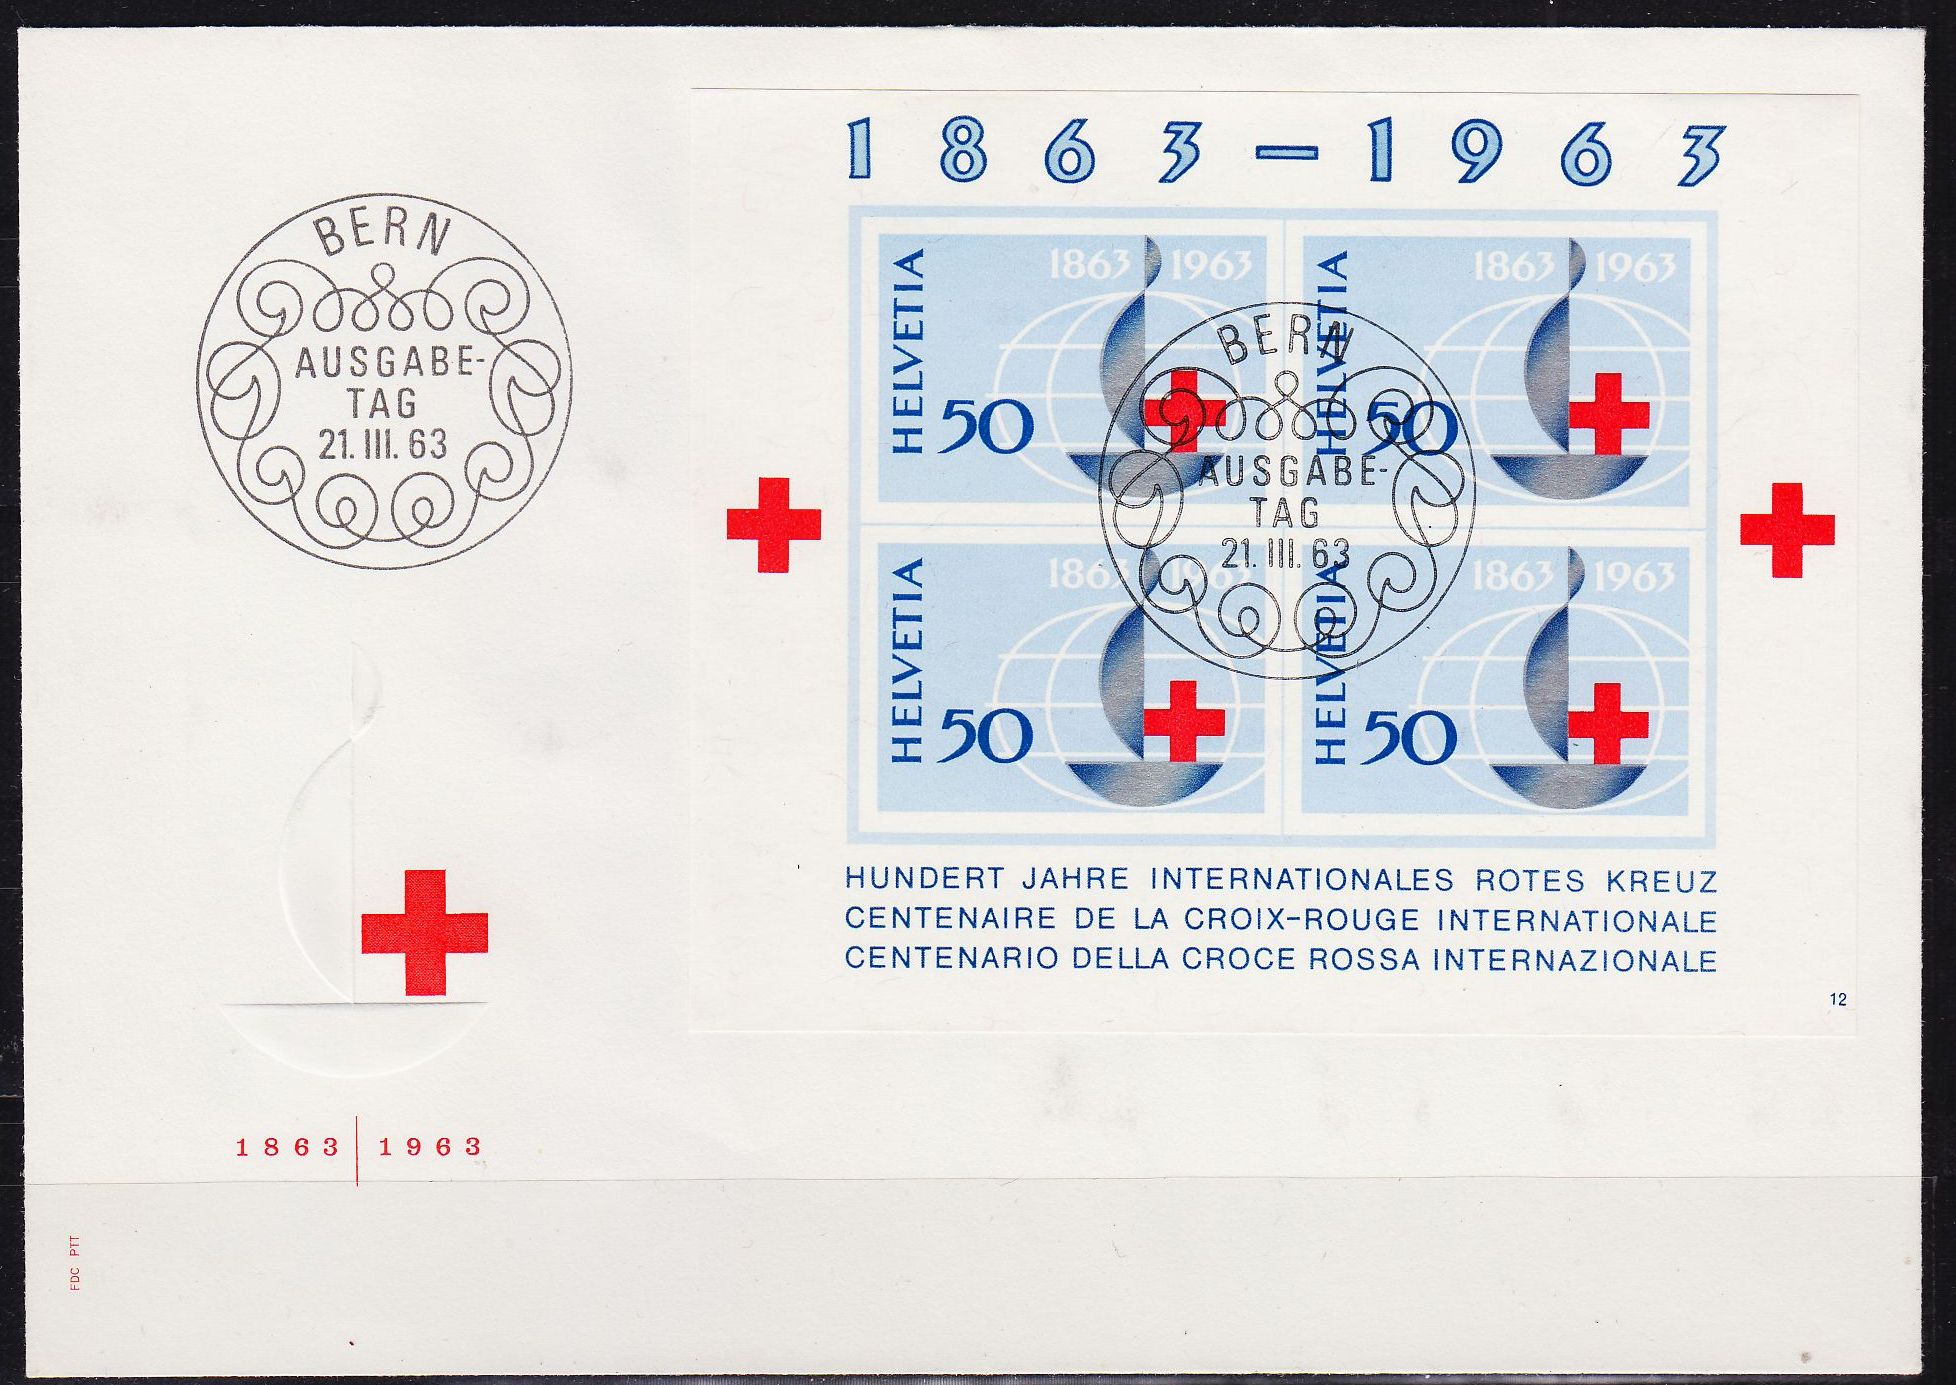 1863-1963
BERN
AUSGABE-
TAG
21.III.63
1863 1963
HELVETIA
50
1863 1963
HELVETIA
50
BERN
AUSGABE-
TAG
21.III.63
1863 1963
HELVETIA
50
1863 1963
HELVETIA
50
HUNDERT JAHRE INTERNATIONALES ROTES KREUZ
CENTENAIRE DE LA CROIX-ROUGE INTERNATIONALE
CENTENARIO DELLA CROCE ROSSA INTERNAZIONALE
12
1863 1963
FDC PTT